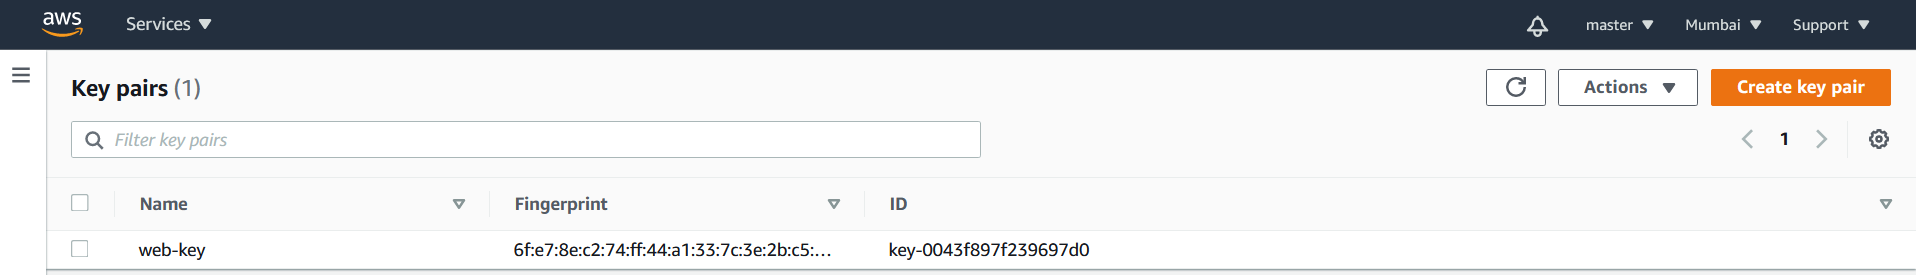 aws Services master Mumbai Support
Key pairs (1) Actions Create key pair
Filter key pairs 1
Name Fingerprint ID
web-key 6f:e7:8e:c2:74:ff:44:a1:33:7c:3e:2b:c5:... key-0043f897f239697d0